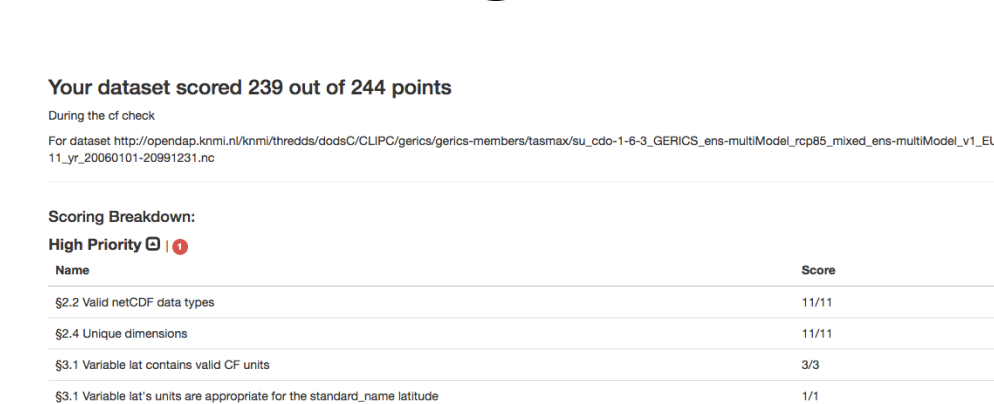 Your dataset scored 239 out of 244 points
During the cf check
For dataset http://opendap.knmi.nl/knmi/thredds/dodsC/CLIPC/gerics/gerics-members/tasmax/su_cdo-1-6-3_GERICS_ens-multiModel_rcp85_mixed_ens-multiModel_v1_EU
11_yr_20060101-20991231.nc
Scoring Breakdown:
High Priority | 1
Name Score
§2.2 Valid netCDF data types 11/11
§2.4 Unique dimensions 11/11
§3.1 Variable lat contains valid CF units 3/3
§3.1 Variable lat's units are appropriate for the standard_name latitude 1/1